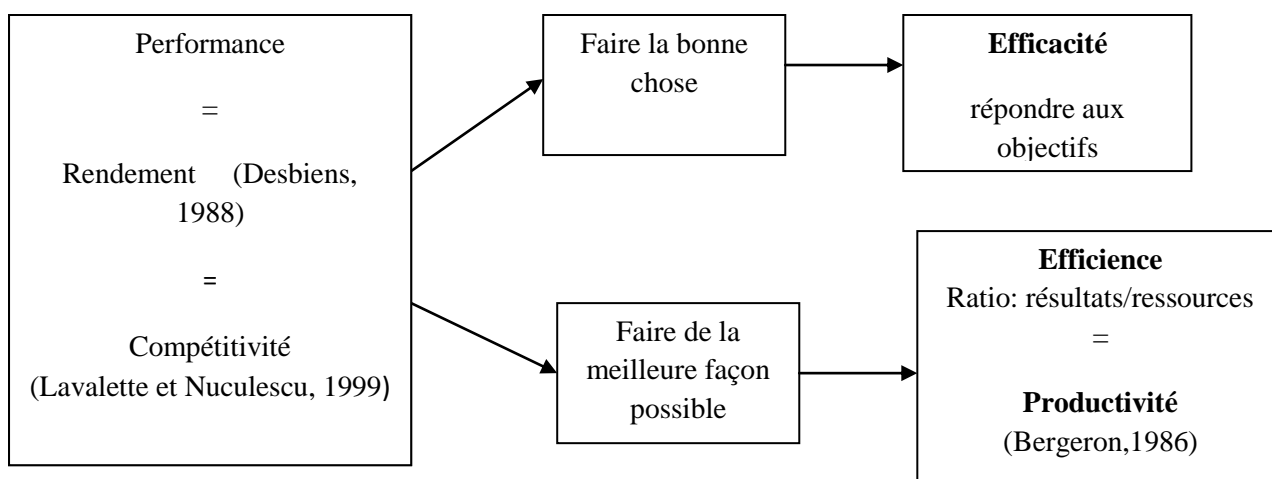 Performance
=
Rendement (Desbiens,
1988)
=
Compétitivité
(Lavalette et Nuculescu, 1999)
Faire la bonne
chose
Efficacité
répondre aux
objectifs
Faire de la
meilleure façon
possible
Efficience
Ratio: résultats/ressources
=
Productivité
(Bergeron,1986)